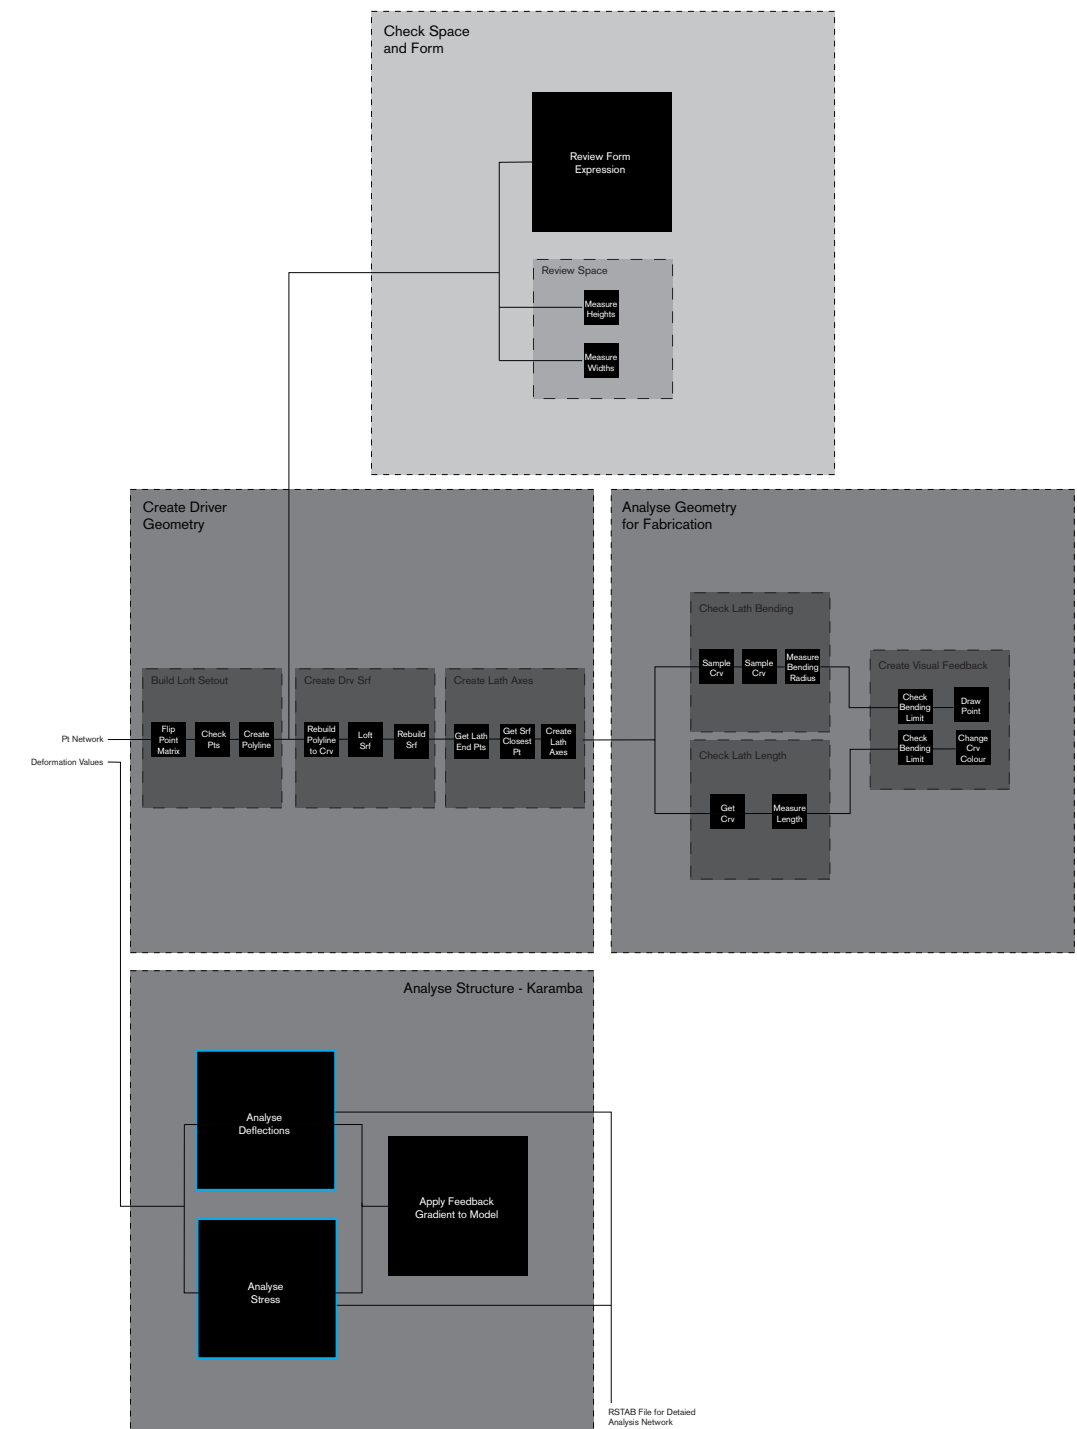 Check Space
and Form
Review Form
Expression
Review Space
Measure
Heights
Measure
Widths
Create Driver
Geometry
Build Loft Setout
Flip
Point
Matrix
Check
Pts
Create
Polyline
Create Drv Srf
Rebuild
Polyline
to Crv
Loft
Srf
Rebuild
Srf
Create Lath Axes
Get Lath
End Pts
Get Srf
Closest
Pt
Create
Lath
Axes
Pt Network
Deformation Values
Analyse Geometry
for Fabrication
Check Lath Bending
Sample
Crv
Sample
Crv
Measure
Bending
Radius
Check Lath Length
Get
Crv
Measure
Length
Create Visual Feedback
Check
Bending
Limit
Draw
Point
Check
Bending
Limit
Change
Crv
Colour
Analyse Structure - Karamba
Analyse
Deflections
Analyse
Stress
Apply Feedback
Gradient to Model
RSTAB File for Detaied
Analysis Network